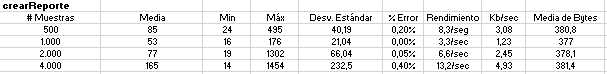 crearReporte
# Muestras Media Min Máx Desv. Estándar % Error Rendimiento Kb/sec Media de Bytes
500 85 24 495 40,19 0,20% 8,3/seg 3,08 380,8
1.000 53 16 176 21,04 0,00% 3,3/sec 1,23 377
2.000 77 19 1302 66,04 0,05% 6,6/sec 2,45 378,1
4.000 165 14 1454 232,5 0,40% 13,2/sec 4,93 381,4